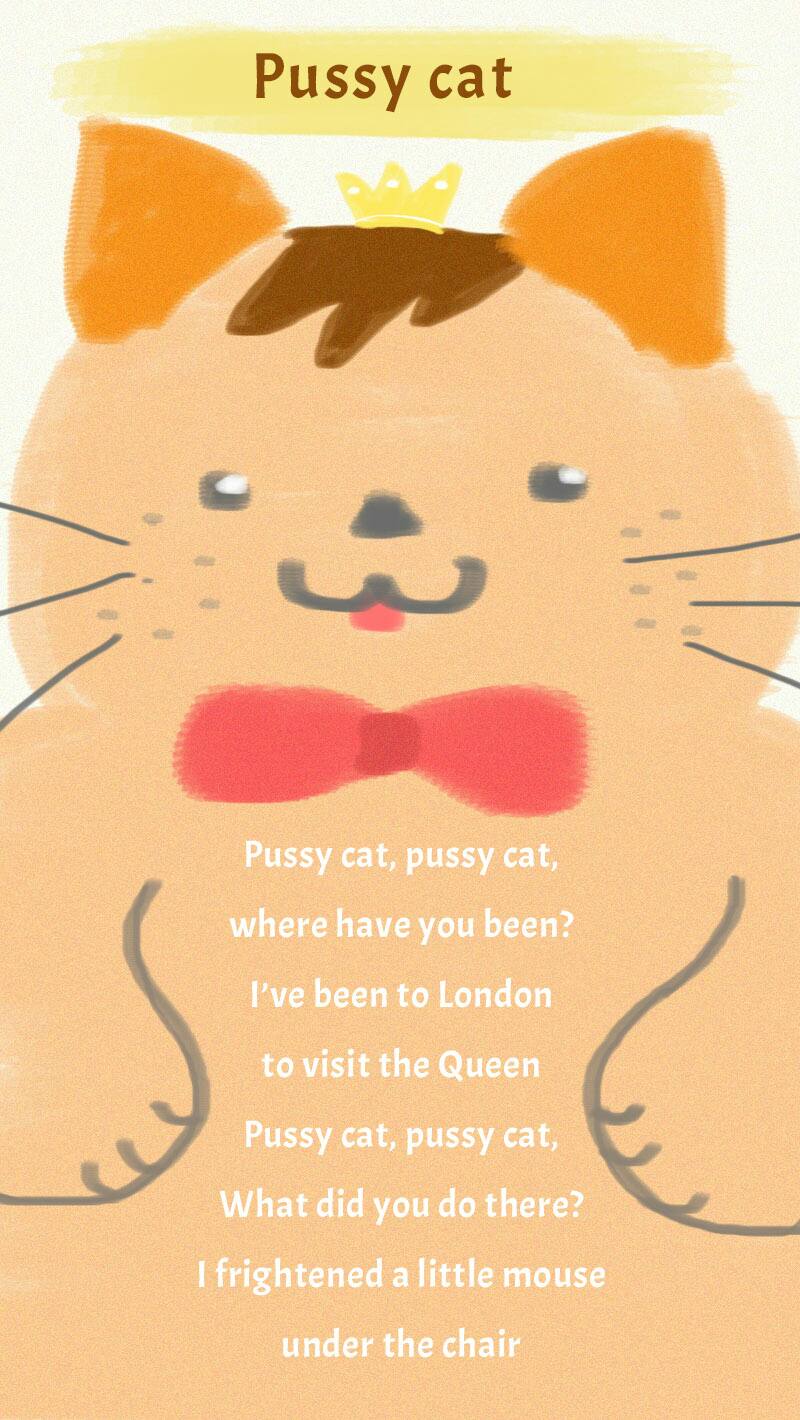 Pussy cat
Pussy cat, pussy cat,
where have you been?
I've been to London
to visit the Queen
Pussy cat, pussy cat,
What did you do there?
I frightened a little mouse
under the chair